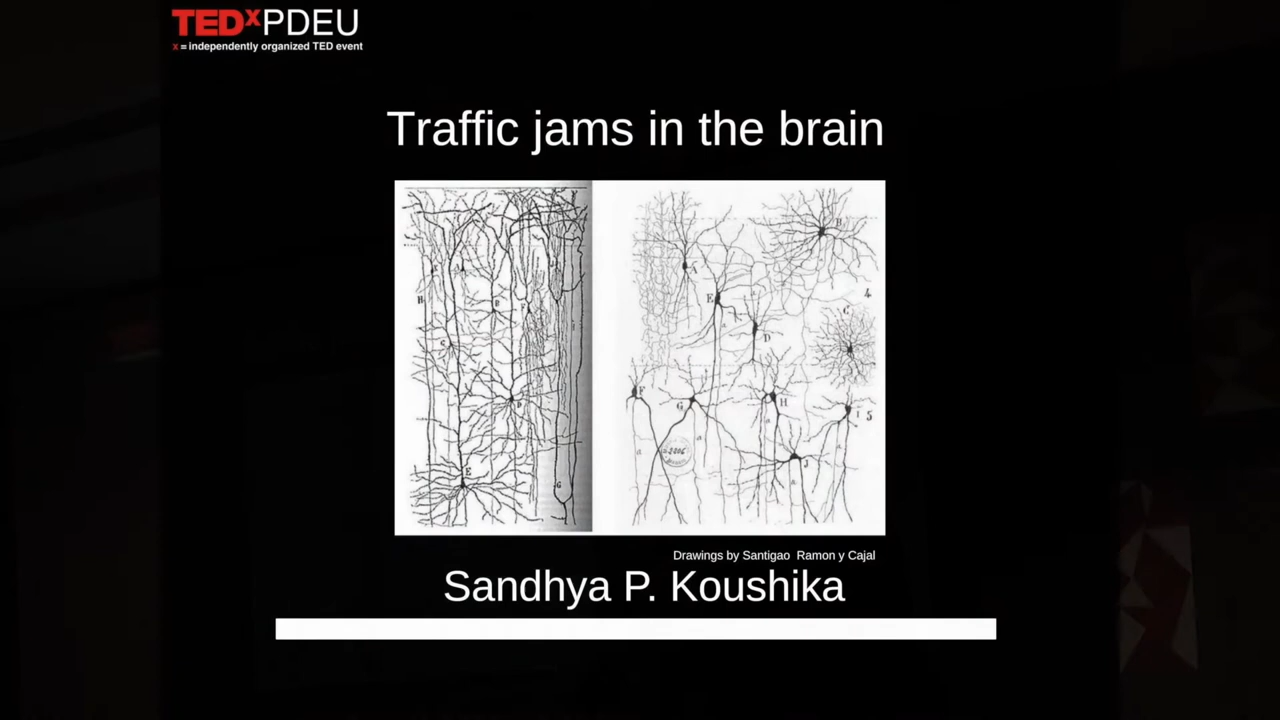 TEDxPDEU
x = independently organized TED event
Traffic jams in the brain
Drawings by Santigao Ramon y Cajal
Sandhya P. Koushika